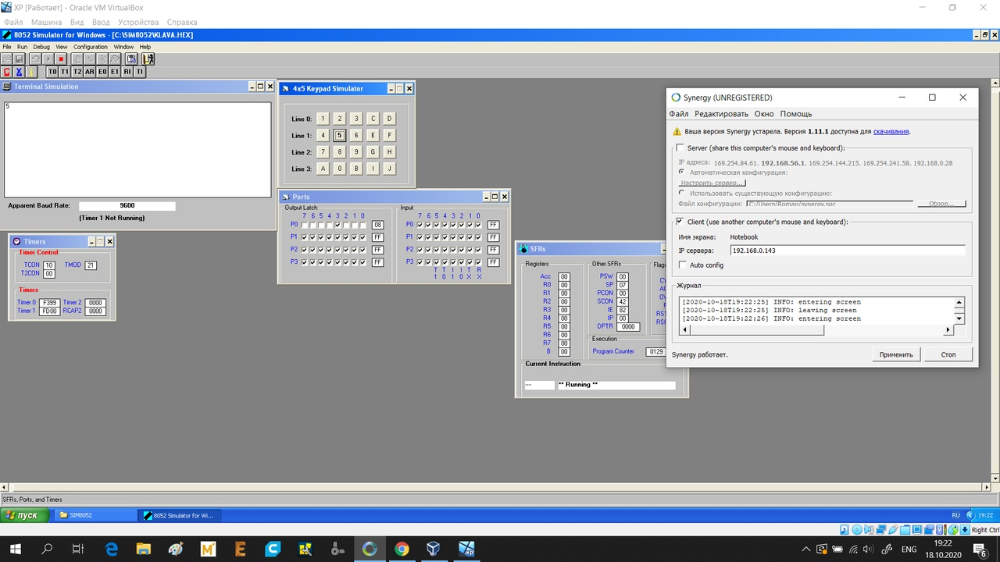 XP [Работает] - Oracle VM VirtualBox
Файл Машина Вид Ввод Устройства Справка
8052 Simulator for Windows - [C:\SIM8052\KLAVA.HEX]
File Run Debug View Configuration Window Help
T0 T1 T2 AR E0 E1 RI TI
Terminal Simulation
5
Apparent Baud Rate: 9600
(Timer 1 Not Running)
4x5 Keypad Simulator
Line 0: 1 2 3 C D
Line 1: 4 5 6 E F
Line 2: 7 8 9 G H
Line 3: A 0 B I J
Ports
Output Latch
7 6 5 4 3 2 1 0
P0 08
P1 FF
P2 FF
P3 FF
Input
7 6 5 4 3 2 1 0
P0 FF
P1 FF
P2 FF
P3 FF
T T I I T R
1 0 1 0 X X
Timers
Timer Control
TCON 10 TMOD 21
T2CON 00
Timers
Timer 0 F399 Timer 2 0000
Timer 1 FD00 RCAP2 0000
SFRs
Registers
Acc 00
R0 00
R1 00
R2 00
R3 00
R4 00
R5 00
R6 00
R7 00
B 00
Other SFRs
PSW 00
SP 07
PCON 00
SCON 42
IE 82
IP 00
DPTR 0000
Execution
Program Counter 0129
Current Instruction
---- ** Running **
Synergy (UNREGISTERED)
Файл Редактировать Окно Помощь
Ваша версия Synergy устарела. Версия 1.11.1 доступна для скачивания.
Server (share this computer's mouse and keyboard):
IP адреса: 169.254.84.61. 192.168.56.1. 169.254.144.215. 169.254.241.58. 192.168.0.28
Автоматическая конфигурация:
Настроить сервер...
Использовать существующую конфигурацию:
Файл конфигурации: C:/Users/Roman/synergy.sgc Обзор...
Client (use another computer's mouse and keyboard):
Имя экрана: Notebook
IP сервера: 192.168.0.143
Auto config
Журнал
[2020-10-18T19:22:25] INFO: entering screen
[2020-10-18T19:22:25] INFO: leaving screen
[2020-10-18T19:22:26] INFO: entering screen
Synergy работает. Применить Стоп
SFRs, Ports, and Timers
пуск SIM8052 8052 Simulator for Wi... RU 19:22
Right Ctrl
ENG 19:22
18.10.2020
6